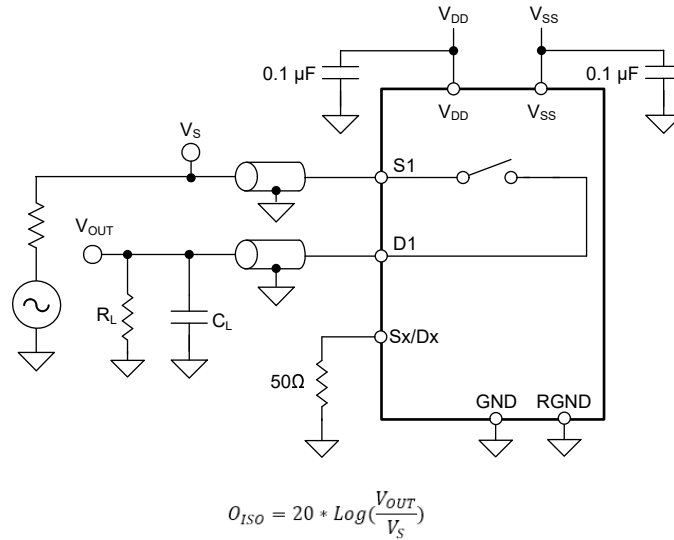 V_DD V_SS
0.1 µF 0.1 µF
V_DD V_SS
V_S
S1
V_OUT
D1
R_L C_L
Sx/Dx
50Ω
GND RGND
O_ISO = 20 * Log(V_OUT/V_S)